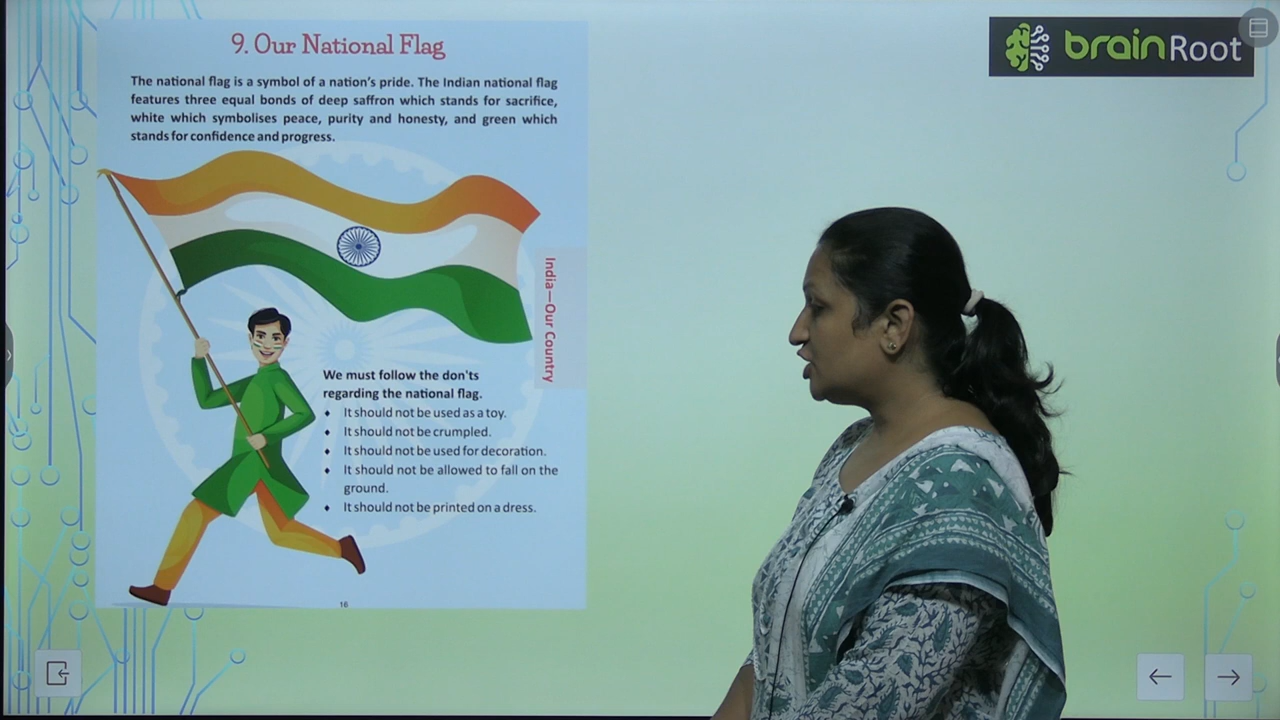 9. Our National Flag
The national flag is a symbol of a nation's pride. The Indian national flag
features three equal bonds of deep saffron which stands for sacrifice,
white which symbolises peace, purity and honesty, and green which
stands for confidence and progress.
India—Our Country
We must follow the don'ts
regarding the national flag.
♦ It should not be used as a toy.
♦ It should not be crumpled.
♦ It should not be used for decoration.
♦ It should not be allowed to fall on the
ground.
♦ It should not be printed on a dress.
16
brainRoot